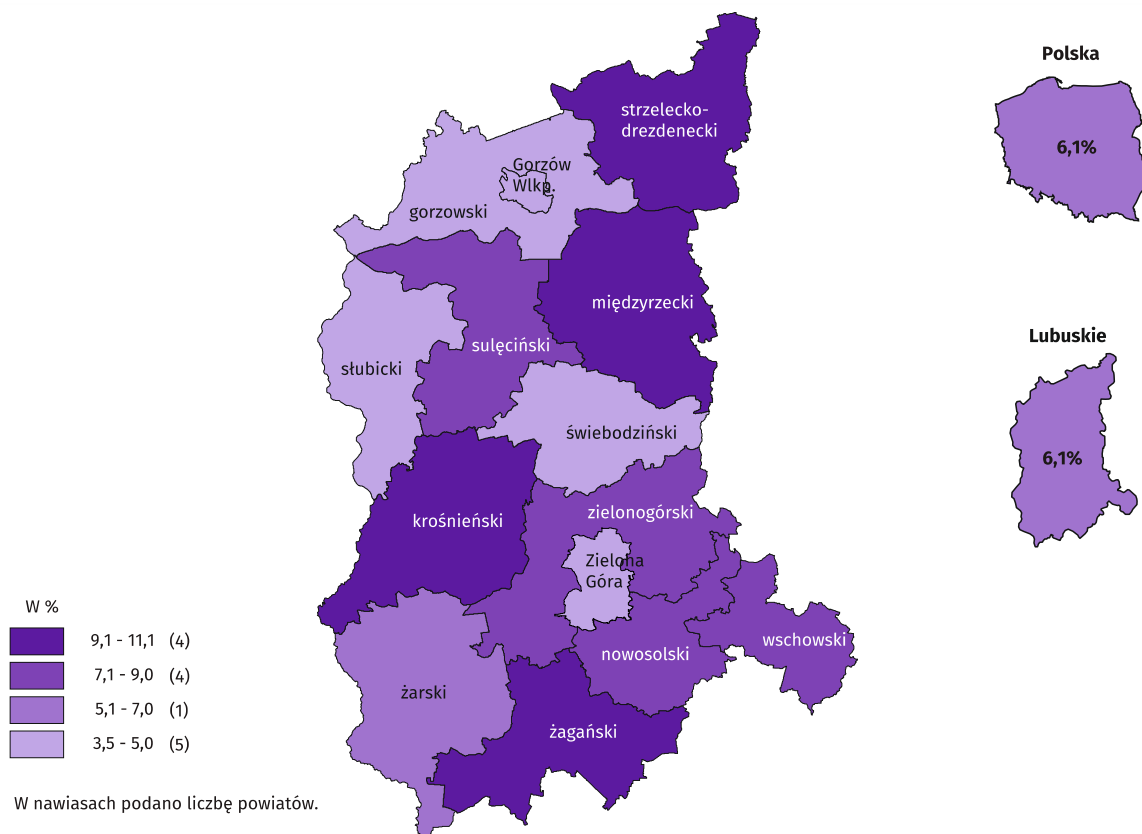 Polska
6,1%
Lubuskie
6,1%
strzelecko-
drezdenecki
Gorzów
Wlkp.
gorzowski
międzyrzecki
sulęciński
słubicki
świebodziński
zielonogórski
krośnieński
Zielona
Góra
wschowski
nowosolski
żarski
żagański
W %
9,1 - 11,1 (4)
7,1 - 9,0 (4)
5,1 - 7,0 (1)
3,5 - 5,0 (5)
W nawiasach podano liczbę powiatów.